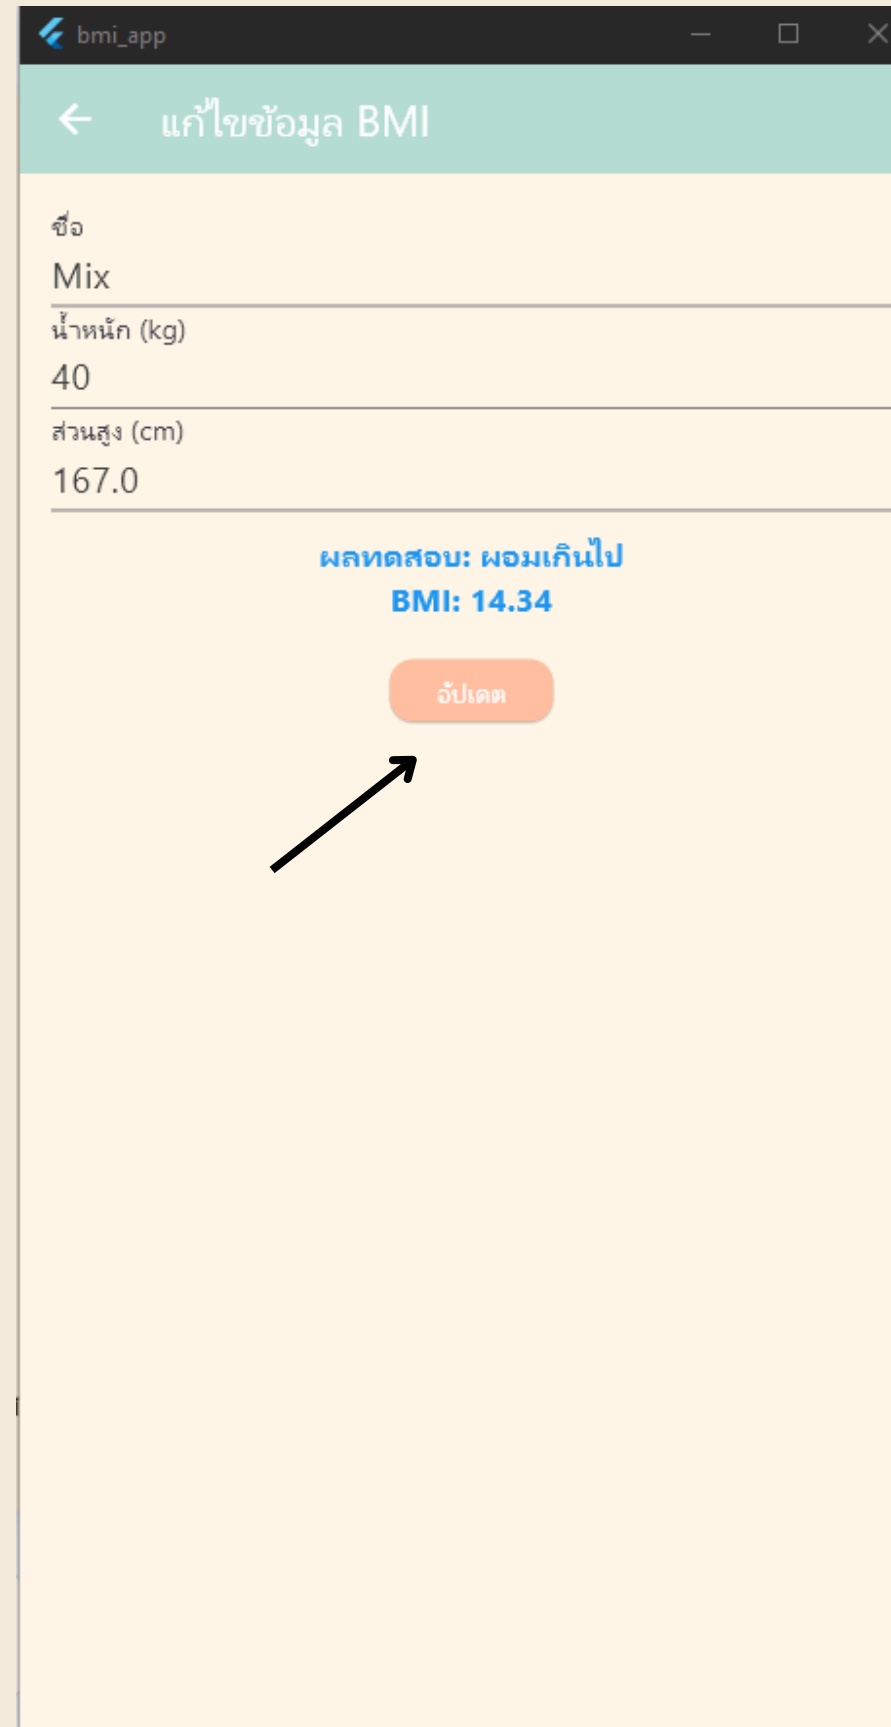 bmi_app
แก้ไขข้อมูล BMI
ชื่อ
Mix
น้ำหนัก (kg)
40
ส่วนสูง (cm)
167.0
ผลทดสอบ: ผอมเกินไป
BMI: 14.34
อัปเดต